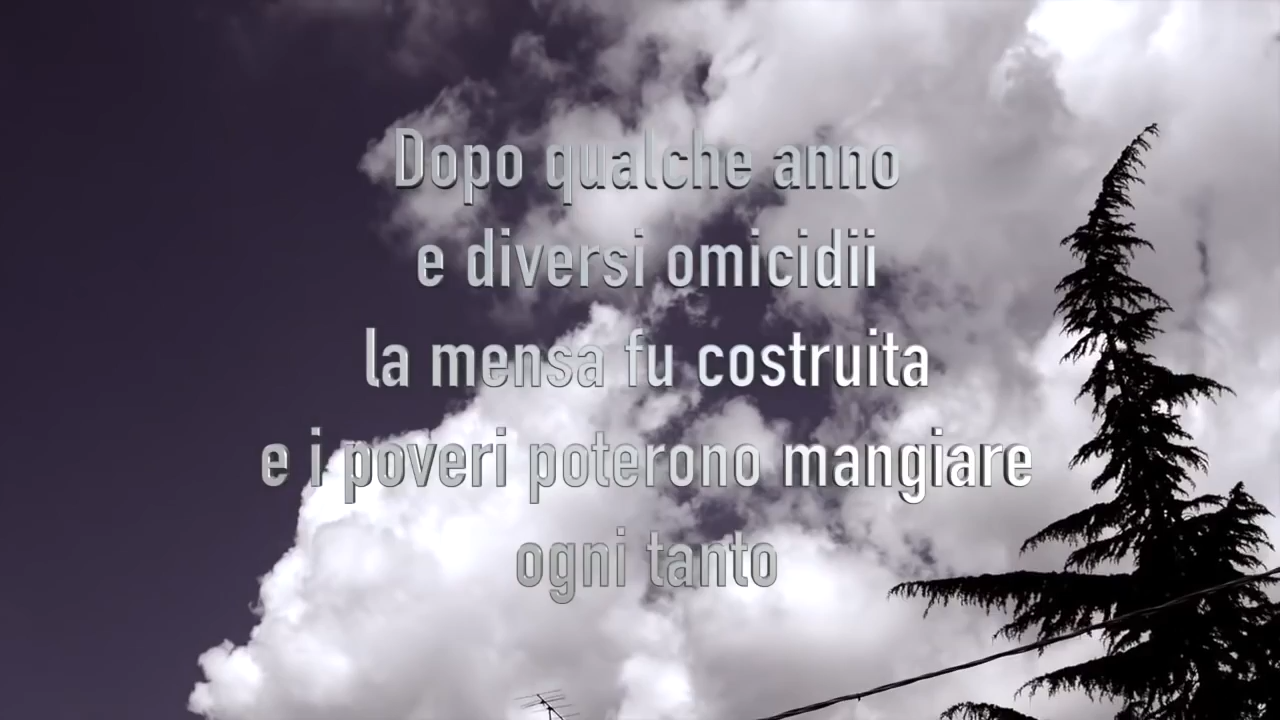 Dopo qualche anno
e diversi omicidii
la mensa fu costruita
e i poveri poterono mangiare
ogni tanto